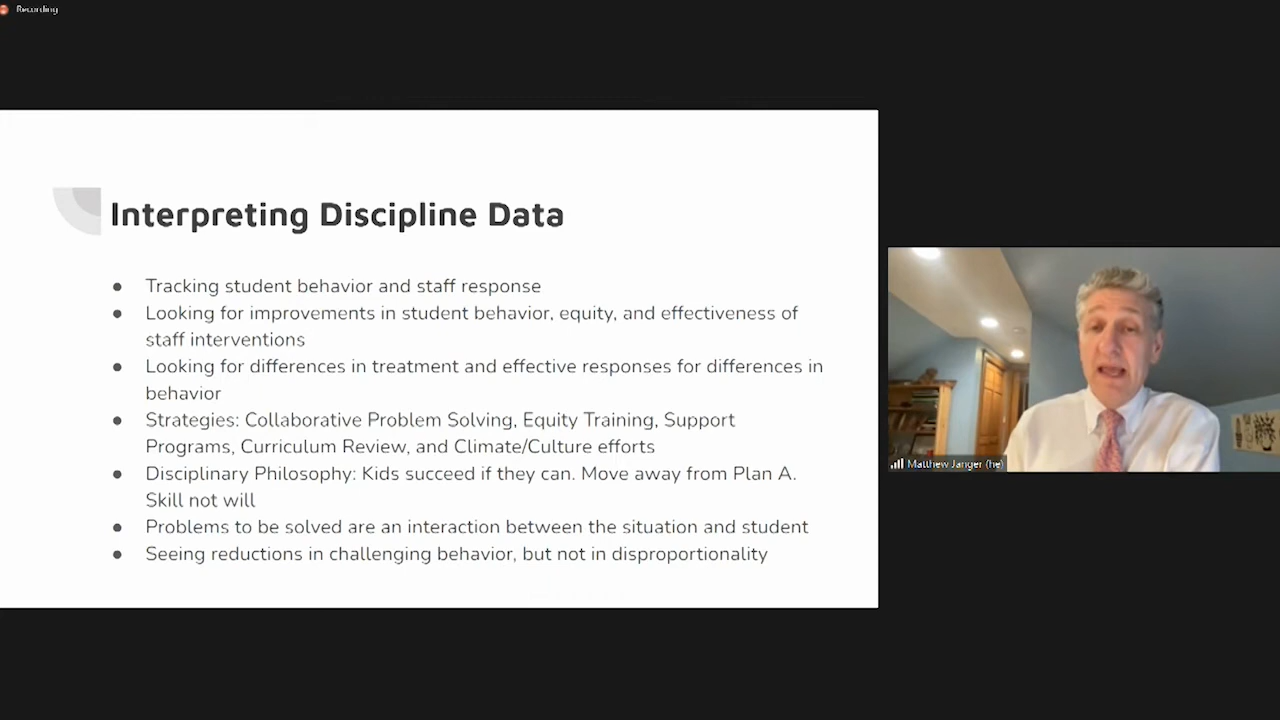 Recording
Interpreting Discipline Data
● Tracking student behavior and staff response
● Looking for improvements in student behavior, equity, and effectiveness of
staff interventions
● Looking for differences in treatment and effective responses for differences in
behavior
● Strategies: Collaborative Problem Solving, Equity Training, Support
Programs, Curriculum Review, and Climate/Culture efforts
● Disciplinary Philosophy: Kids succeed if they can. Move away from Plan A.
Skill not will
● Problems to be solved are an interaction between the situation and student
● Seeing reductions in challenging behavior, but not in disproportionality
Matthew Janger (he)